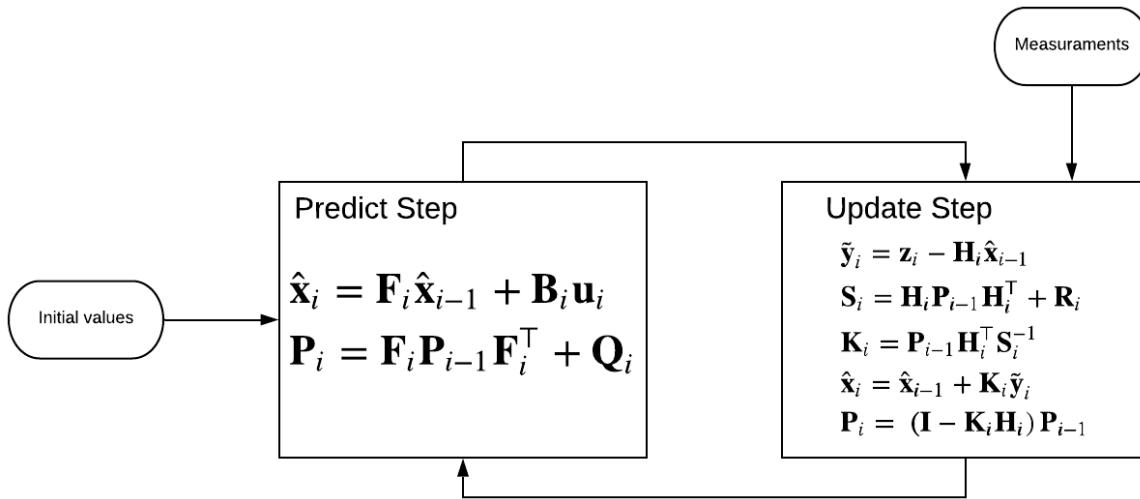 Measuraments
Predict Step
x̂ᵢ = Fᵢx̂ᵢ₋₁ + Bᵢuᵢ
Pᵢ = FᵢPᵢ₋₁Fᵢ⊤ + Qᵢ
Initial values
Update Step
ỹᵢ = zᵢ − Hᵢx̂ᵢ₋₁
Sᵢ = HᵢPᵢ₋₁Hᵢ⊤ + Rᵢ
Kᵢ = Pᵢ₋₁Hᵢ⊤Sᵢ⁻¹
x̂ᵢ = x̂ᵢ₋₁ + Kᵢỹᵢ
Pᵢ = (I − KᵢHᵢ) Pᵢ₋₁